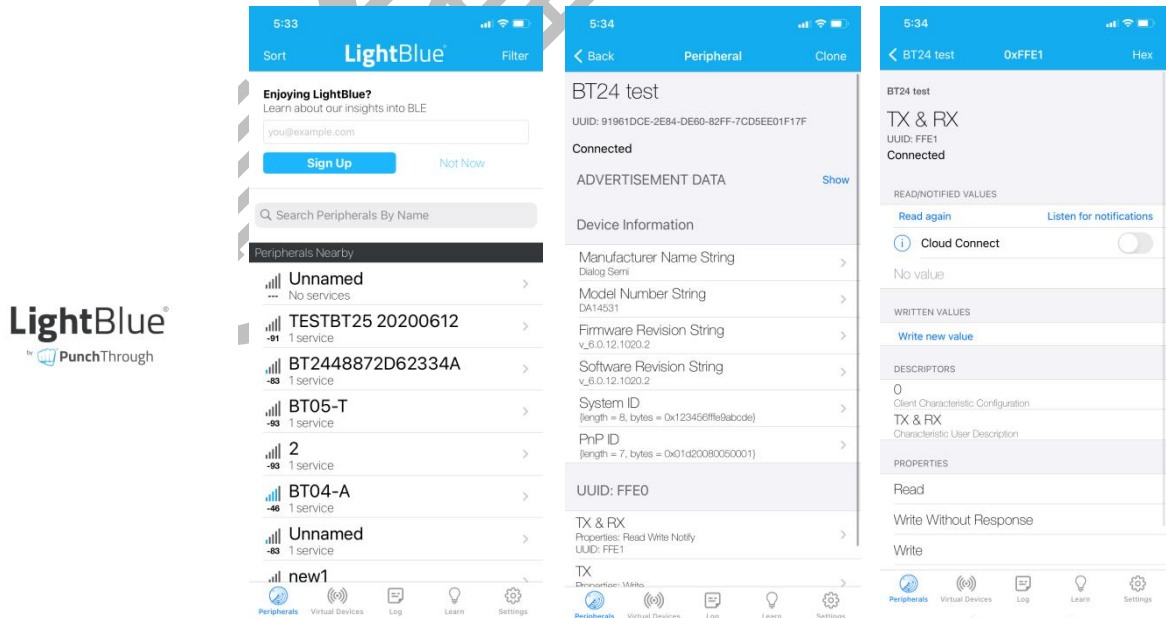 LightBlue®
by PunchThrough
5:33
Sort LightBlue® Filter
Enjoying LightBlue?
Learn about our insights into BLE
you@example.com
Sign Up Not Now
Search Peripherals By Name
Peripherals Nearby
Unnamed
--- No services
TESTBT25 20200612
-91 1 service
BT2448872D62334A
-83 1 service
BT05-T
-93 1 service
2
-93 1 service
BT04-A
-46 1 service
Unnamed
-83 1 service
new1
Peripherals Virtual Devices Log Learn Settings
5:34
Back Peripheral Clone
BT24 test
UUID: 91961DCE-2E84-DE60-82FF-7CD5EE01F17F
Connected
ADVERTISEMENT DATA Show
Device Information
Manufacturer Name String
Dialog Semi
Model Number String
DA14531
Firmware Revision String
v_6.0.12.1020.2
Software Revision String
v_6.0.12.1020.2
System ID
{length = 8, bytes = 0x123456fffe9abcde}
PnP ID
{length = 7, bytes = 0x01d20080050001}
UUID: FFE0
TX & RX
Properties: Read Write Notify
UUID: FFE1
TX
Properties: Write
Peripherals Virtual Devices Log Learn Settings
5:34
BT24 test 0xFFE1 Hex
BT24 test
TX & RX
UUID: FFE1
Connected
READ/NOTIFIED VALUES
Read again Listen for notifications
Cloud Connect
No value
WRITTEN VALUES
Write new value
DESCRIPTORS
0
Client Characteristic Configuration
TX & RX
Characteristic User Description
PROPERTIES
Read
Write Without Response
Write
Peripherals Virtual Devices Log Learn Settings